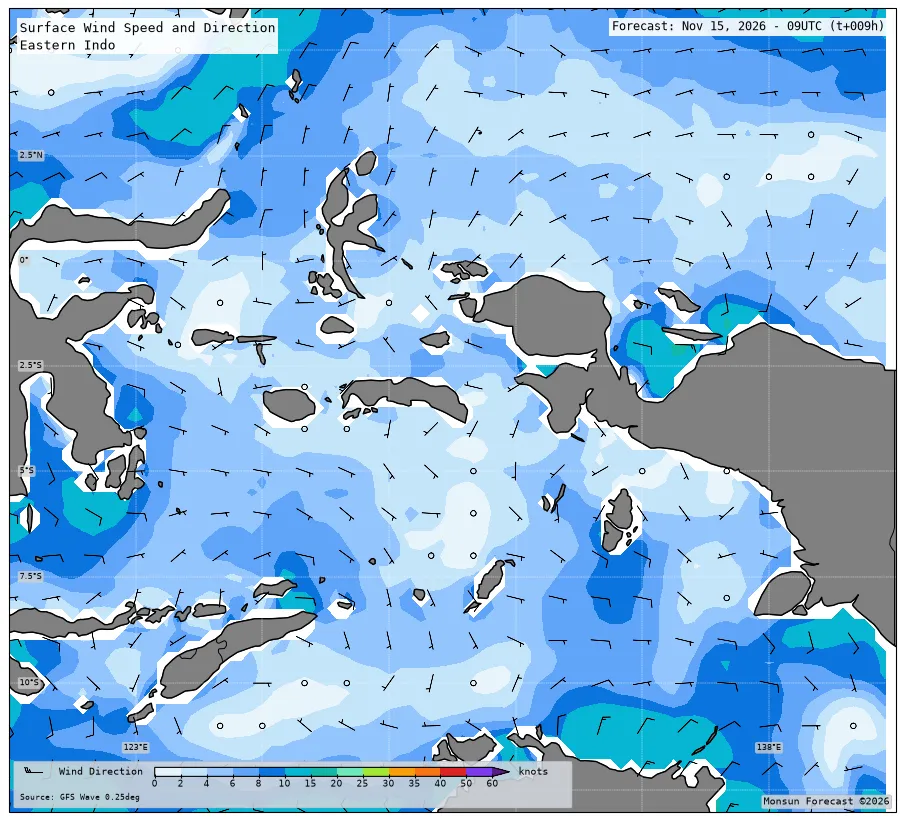 Surface Wind Speed and Direction
Eastern Indo
Forecast: Nov 15, 2026 - 09UTC (t+009h)
2.5°N
0°
2.5°S
5°S
7.5°S
10°S
123°E
138°E
Wind Direction
knots
0 2 4 6 8 10 15 20 25 30 35 40 50 60
Source: GFS Wave 0.25deg
Monsun Forecast ©2026